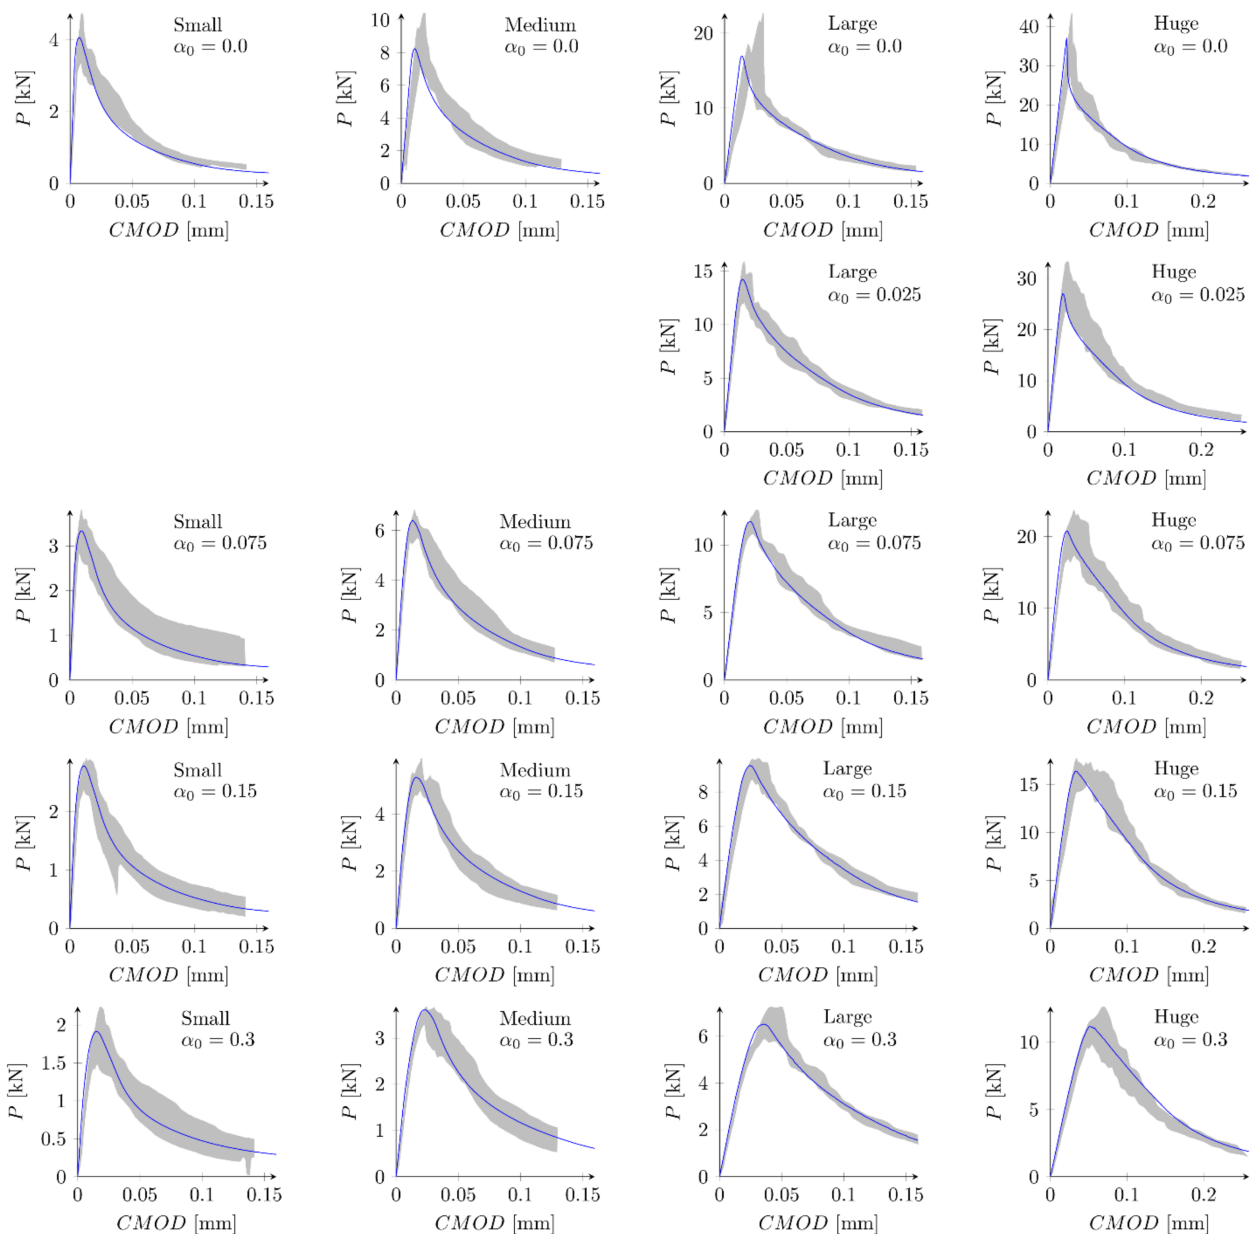 Small
α₀ = 0.0
P [kN]
4
2
0
0 0.05 0.1 0.15
CMOD [mm]
Medium
α₀ = 0.0
P [kN]
10
8
6
4
2
0
0 0.05 0.1 0.15
CMOD [mm]
Large
α₀ = 0.0
P [kN]
20
10
0
0 0.05 0.1 0.15
CMOD [mm]
Huge
α₀ = 0.0
P [kN]
40
30
20
10
0
0 0.1 0.2
CMOD [mm]
Large
α₀ = 0.025
P [kN]
15
10
5
0
0 0.05 0.1 0.15
CMOD [mm]
Huge
α₀ = 0.025
P [kN]
30
20
10
0
0 0.1 0.2
CMOD [mm]
Small
α₀ = 0.075
P [kN]
3
2
1
0
0 0.05 0.1 0.15
CMOD [mm]
Medium
α₀ = 0.075
P [kN]
6
4
2
0
0 0.05 0.1 0.15
CMOD [mm]
Large
α₀ = 0.075
P [kN]
10
5
0
0 0.05 0.1 0.15
CMOD [mm]
Huge
α₀ = 0.075
P [kN]
20
10
0
0 0.1 0.2
CMOD [mm]
Small
α₀ = 0.15
P [kN]
2
1
0
0 0.05 0.1 0.15
CMOD [mm]
Medium
α₀ = 0.15
P [kN]
4
2
0
0 0.05 0.1 0.15
CMOD [mm]
Large
α₀ = 0.15
P [kN]
8
6
4
2
0
0 0.05 0.1 0.15
CMOD [mm]
Huge
α₀ = 0.15
P [kN]
15
10
5
0
0 0.1 0.2
CMOD [mm]
Small
α₀ = 0.3
P [kN]
2
1.5
1
0.5
0
0 0.05 0.1 0.15
CMOD [mm]
Medium
α₀ = 0.3
P [kN]
3
2
1
0
0 0.05 0.1 0.15
CMOD [mm]
Large
α₀ = 0.3
P [kN]
6
4
2
0
0 0.05 0.1 0.15
CMOD [mm]
Huge
α₀ = 0.3
P [kN]
10
5
0
0 0.1 0.2
CMOD [mm]